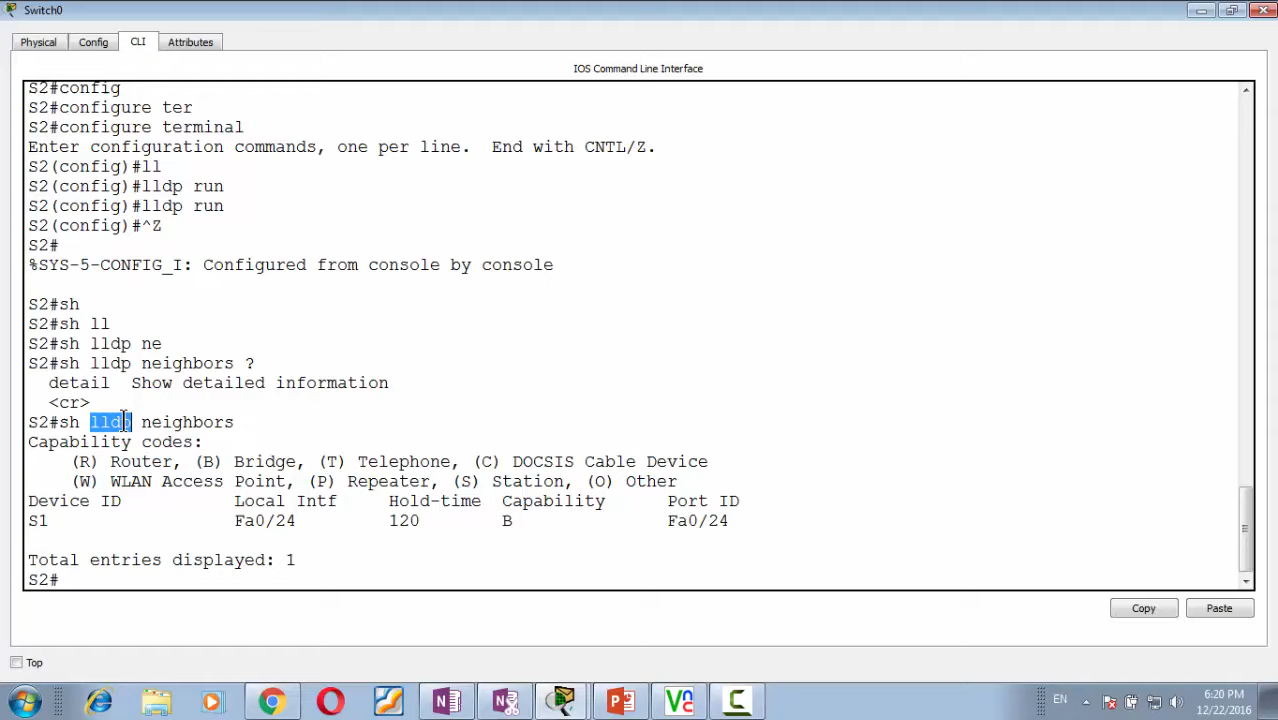 Switch0
Physical Config CLI Attributes
IOS Command Line Interface
S2#config
S2#configure ter
S2#configure terminal
Enter configuration commands, one per line.  End with CNTL/Z.
S2(config)#ll
S2(config)#lldp run
S2(config)#lldp run
S2(config)#^Z
S2#
%SYS-5-CONFIG_I: Configured from console by console
S2#sh
S2#sh ll
S2#sh lldp ne
S2#sh lldp neighbors ?
detail  Show detailed information
<cr>
S2#sh lldp neighbors
Capability codes:
(R) Router, (B) Bridge, (T) Telephone, (C) DOCSIS Cable Device
(W) WLAN Access Point, (P) Repeater, (S) Station, (O) Other
Device ID Local Intf Hold-time Capability Port ID
S1 Fa0/24 120 B Fa0/24
Total entries displayed: 1
S2#
Copy Paste
Top
EN 6:20 PM
12/22/2016